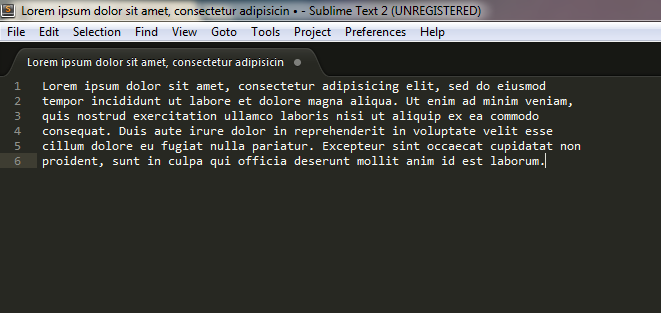 Lorem ipsum dolor sit amet, consectetur adipisicin • - Sublime Text 2 (UNREGISTERED)
File Edit Selection Find View Goto Tools Project Preferences Help
Lorem ipsum dolor sit amet, consectetur adipisicin
1 Lorem ipsum dolor sit amet, consectetur adipisicing elit, sed do eiusmod
2 tempor incididunt ut labore et dolore magna aliqua. Ut enim ad minim veniam,
3 quis nostrud exercitation ullamco laboris nisi ut aliquip ex ea commodo
4 consequat. Duis aute irure dolor in reprehenderit in voluptate velit esse
5 cillum dolore eu fugiat nulla pariatur. Excepteur sint occaecat cupidatat non
6 proident, sunt in culpa qui officia deserunt mollit anim id est laborum.